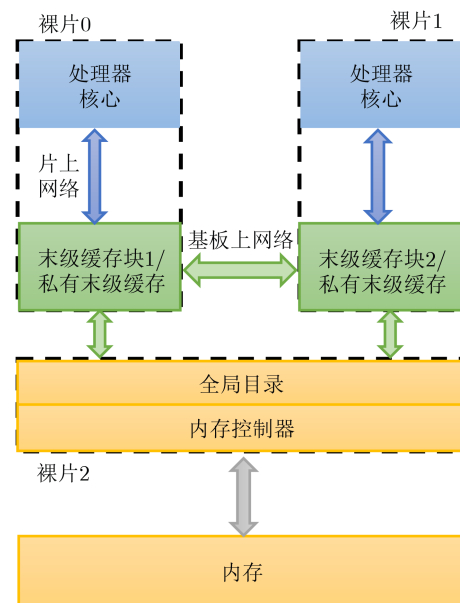 裸片0
裸片1
处理器
核心
处理器
核心
片上
网络
基板上网络
末级缓存块1/
私有末级缓存
末级缓存块2/
私有末级缓存
全局目录
内存控制器
裸片2
内存